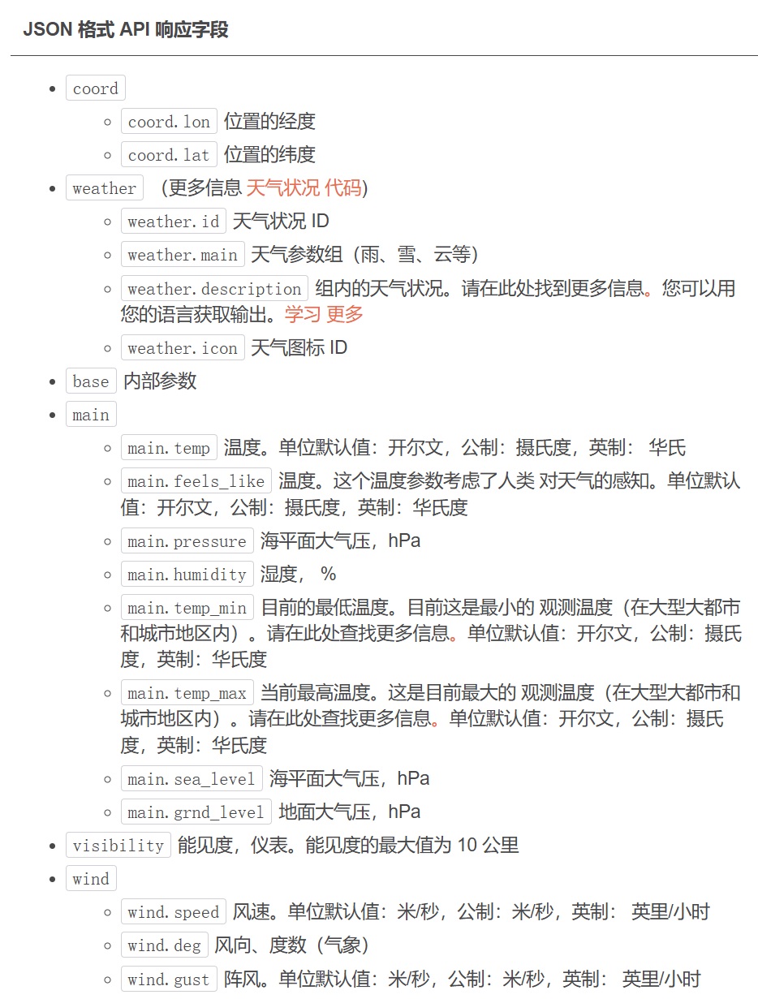 JSON 格式 API 响应字段
coord
coord.lon 位置的经度
coord.lat 位置的纬度
weather （更多信息 天气状况 代码)
weather.id 天气状况 ID
weather.main 天气参数组（雨、雪、云等）
weather.description 组内的天气状况。请在此处找到更多信息。您可以用
您的语言获取输出。学习 更多
weather.icon 天气图标 ID
base 内部参数
main
main.temp 温度。单位默认值：开尔文，公制：摄氏度，英制： 华氏
main.feels_like 温度。这个温度参数考虑了人类 对天气的感知。单位默认
值：开尔文，公制：摄氏度，英制：华氏度
main.pressure 海平面大气压，hPa
main.humidity 湿度， %
main.temp_min 目前的最低温度。目前这是最小的 观测温度（在大型大都市
和城市地区内）。请在此处查找更多信息。单位默认值：开尔文，公制：摄氏
度，英制：华氏度
main.temp_max 当前最高温度。这是目前最大的 观测温度（在大型大都市和
城市地区内）。请在此处查找更多信息。单位默认值：开尔文，公制：摄氏
度，英制：华氏度
main.sea_level 海平面大气压，hPa
main.grnd_level 地面大气压，hPa
visibility 能见度，仪表。能见度的最大值为 10 公里
wind
wind.speed 风速。单位默认值：米/秒，公制：米/秒，英制： 英里/小时
wind.deg 风向、度数（气象）
wind.gust 阵风。单位默认值：米/秒，公制：米/秒，英制： 英里/小时